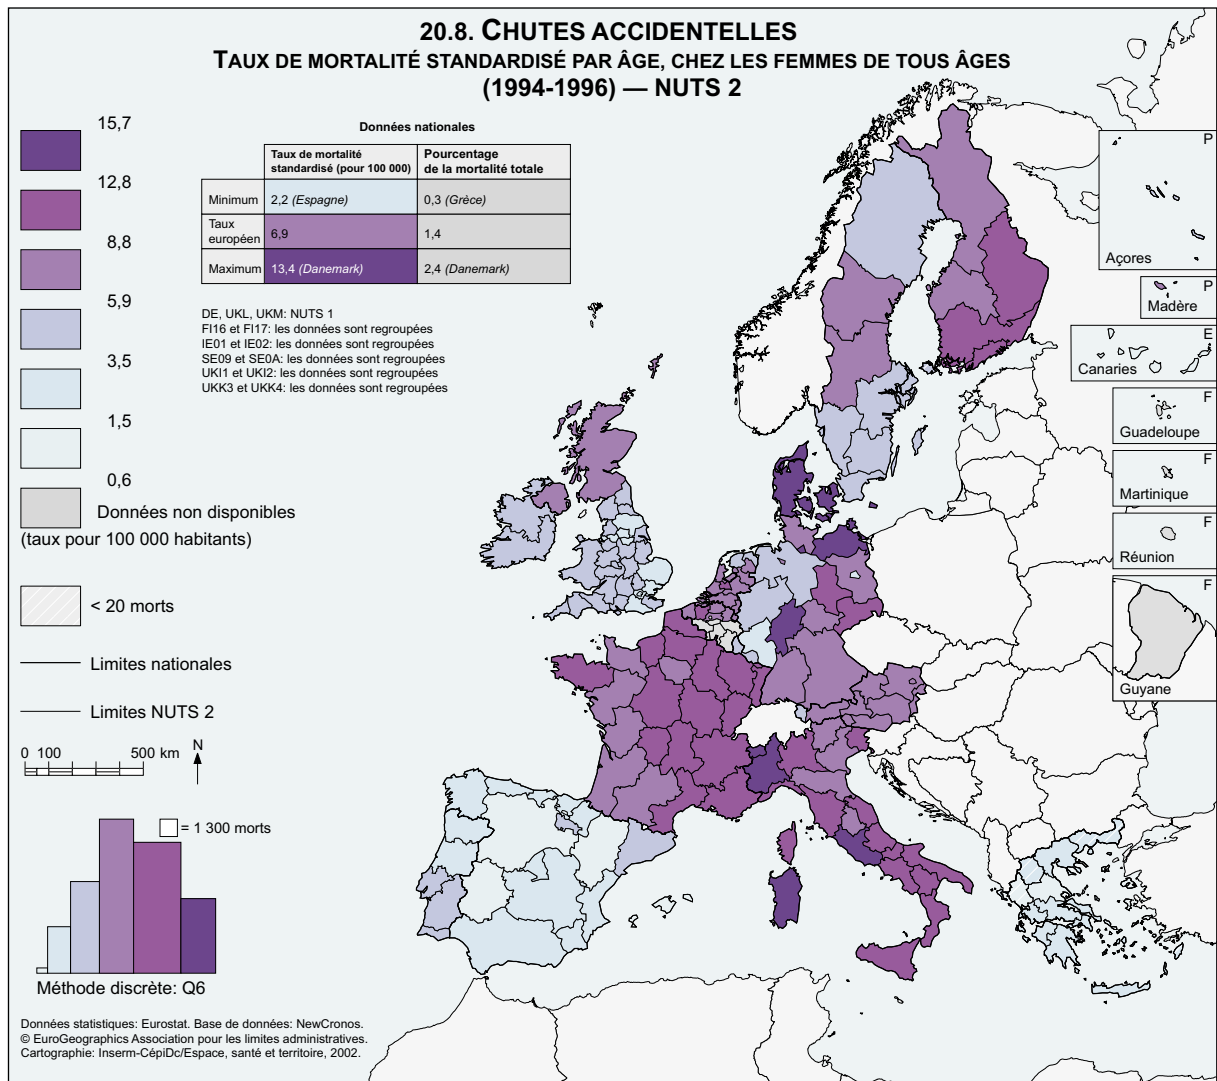 20.8. CHUTES ACCIDENTELLES
TAUX DE MORTALITÉ STANDARDISÉ PAR ÂGE, CHEZ LES FEMMES DE TOUS ÂGES
(1994-1996) — NUTS 2
15,7
12,8
8,8
5,9
3,5
1,5
0,6
Données non disponibles
(taux pour 100 000 habitants)
< 20 morts
Limites nationales
Limites NUTS 2
0 100 500 km
N
= 1 300 morts
Méthode discrète: Q6
Données statistiques: Eurostat. Base de données: NewCronos.
© EuroGeographics Association pour les limites administratives.
Cartographie: Inserm-CépiDc/Espace, santé et territoire, 2002.
Données nationales
Taux de mortalité
standardisé (pour 100 000)
Pourcentage
de la mortalité totale
Minimum
2,2 (Espagne)
0,3 (Grèce)
Taux
européen
6,9
1,4
Maximum
13,4 (Danemark)
2,4 (Danemark)
DE, UKL, UKM: NUTS 1
FI16 et FI17: les données sont regroupées
IE01 et IE02: les données sont regroupées
SE09 et SE0A: les données sont regroupées
UKI1 et UKI2: les données sont regroupées
UKK3 et UKK4: les données sont regroupées
P
Açores
P
Madère
E
Canaries
F
Guadeloupe
F
Martinique
F
Réunion
F
Guyane